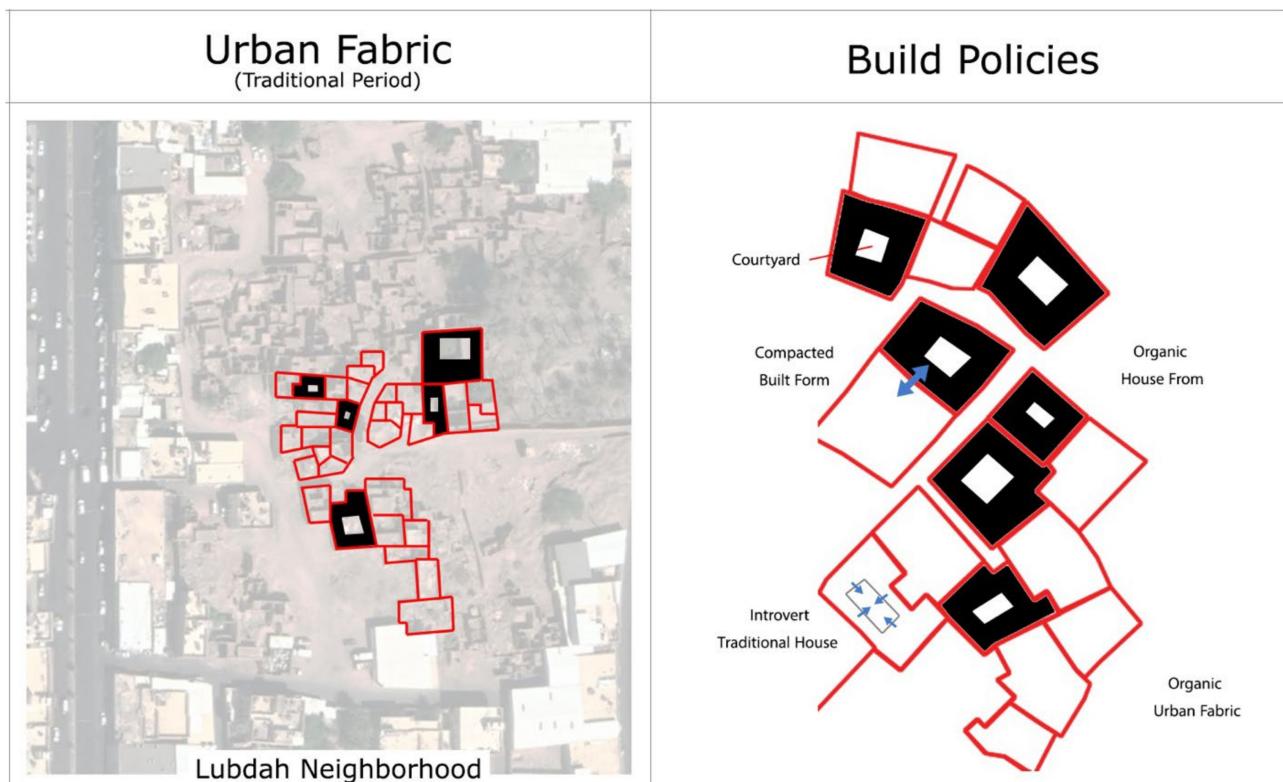 Urban Fabric
(Traditional Period)
Build Policies
Courtyard
Compacted
Built Form
Organic
House From
Introvert
Traditional House
Organic
Urban Fabric
Lubdah Neighborhood